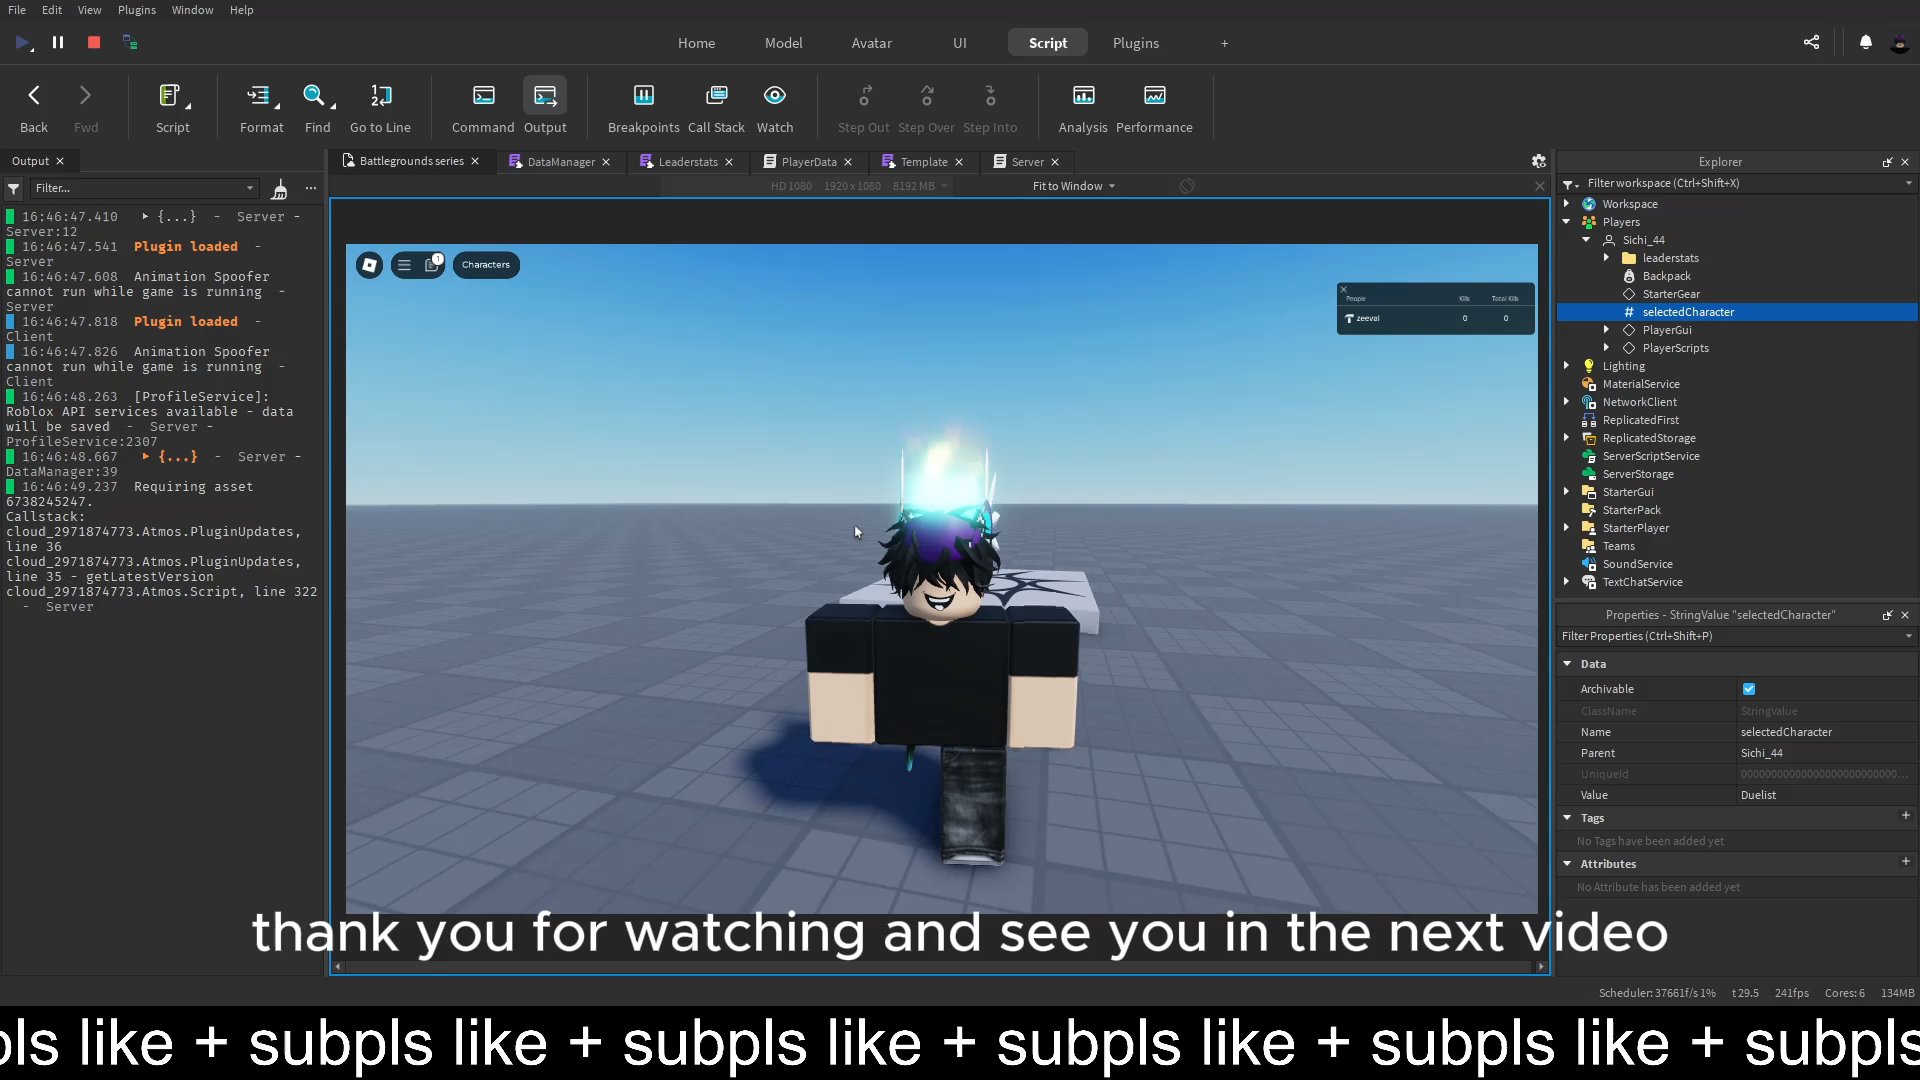 File Edit View Plugins Window Help
Home Model Avatar UI Script Plugins +
Back Fwd Script Format Find Go to Line Command Output Breakpoints Call Stack Watch Step Out Step Over Step Into Analysis Performance
Output
Filter...
16:46:47.410 ▸ {...} - Server -
Server:12
16:46:47.541 Plugin loaded -
Server
16:46:47.608 Animation Spoofer
cannot run while game is running -
Server
16:46:47.818 Plugin loaded -
Client
16:46:47.826 Animation Spoofer
cannot run while game is running -
Client
16:46:48.263 [ProfileService]:
Roblox API services available - data
will be saved - Server -
ProfileService:2307
16:46:48.667 ▸ {...} - Server -
DataManager:39
16:46:49.237 Requiring asset
6738245247.
Callstack:
cloud_2971874773.Atmos.PluginUpdates,
line 36
cloud_2971874773.Atmos.PluginUpdates,
line 35 - getLatestVersion
cloud_2971874773.Atmos.Script, line 322
- Server
Battlegrounds series DataManager Leaderstats PlayerData Template Server
HD 1080 1920 x 1080 8192 MB Fit to Window
1
Characters
People Kills Total Kills
zeeval 0 0
Explorer
Filter workspace (Ctrl+Shift+X)
Workspace
Players
Sichi_44
leaderstats
Backpack
StarterGear
selectedCharacter
PlayerGui
PlayerScripts
Lighting
MaterialService
NetworkClient
ReplicatedFirst
ReplicatedStorage
ServerScriptService
ServerStorage
StarterGui
StarterPack
StarterPlayer
Teams
SoundService
TextChatService
Properties - StringValue "selectedCharacter"
Filter Properties (Ctrl+Shift+P)
Data
Archivable
ClassName StringValue
Name selectedCharacter
Parent Sichi_44
UniqueId
Value Duelist
Tags
No Tags have been added yet
Attributes
No Attribute has been added yet
thank you for watching and see you in the next video
Scheduler: 37661f/s 1% t 29.5 241fps Cores: 6 134MB
pls like + subpls like + subpls like + subpls like + subpls